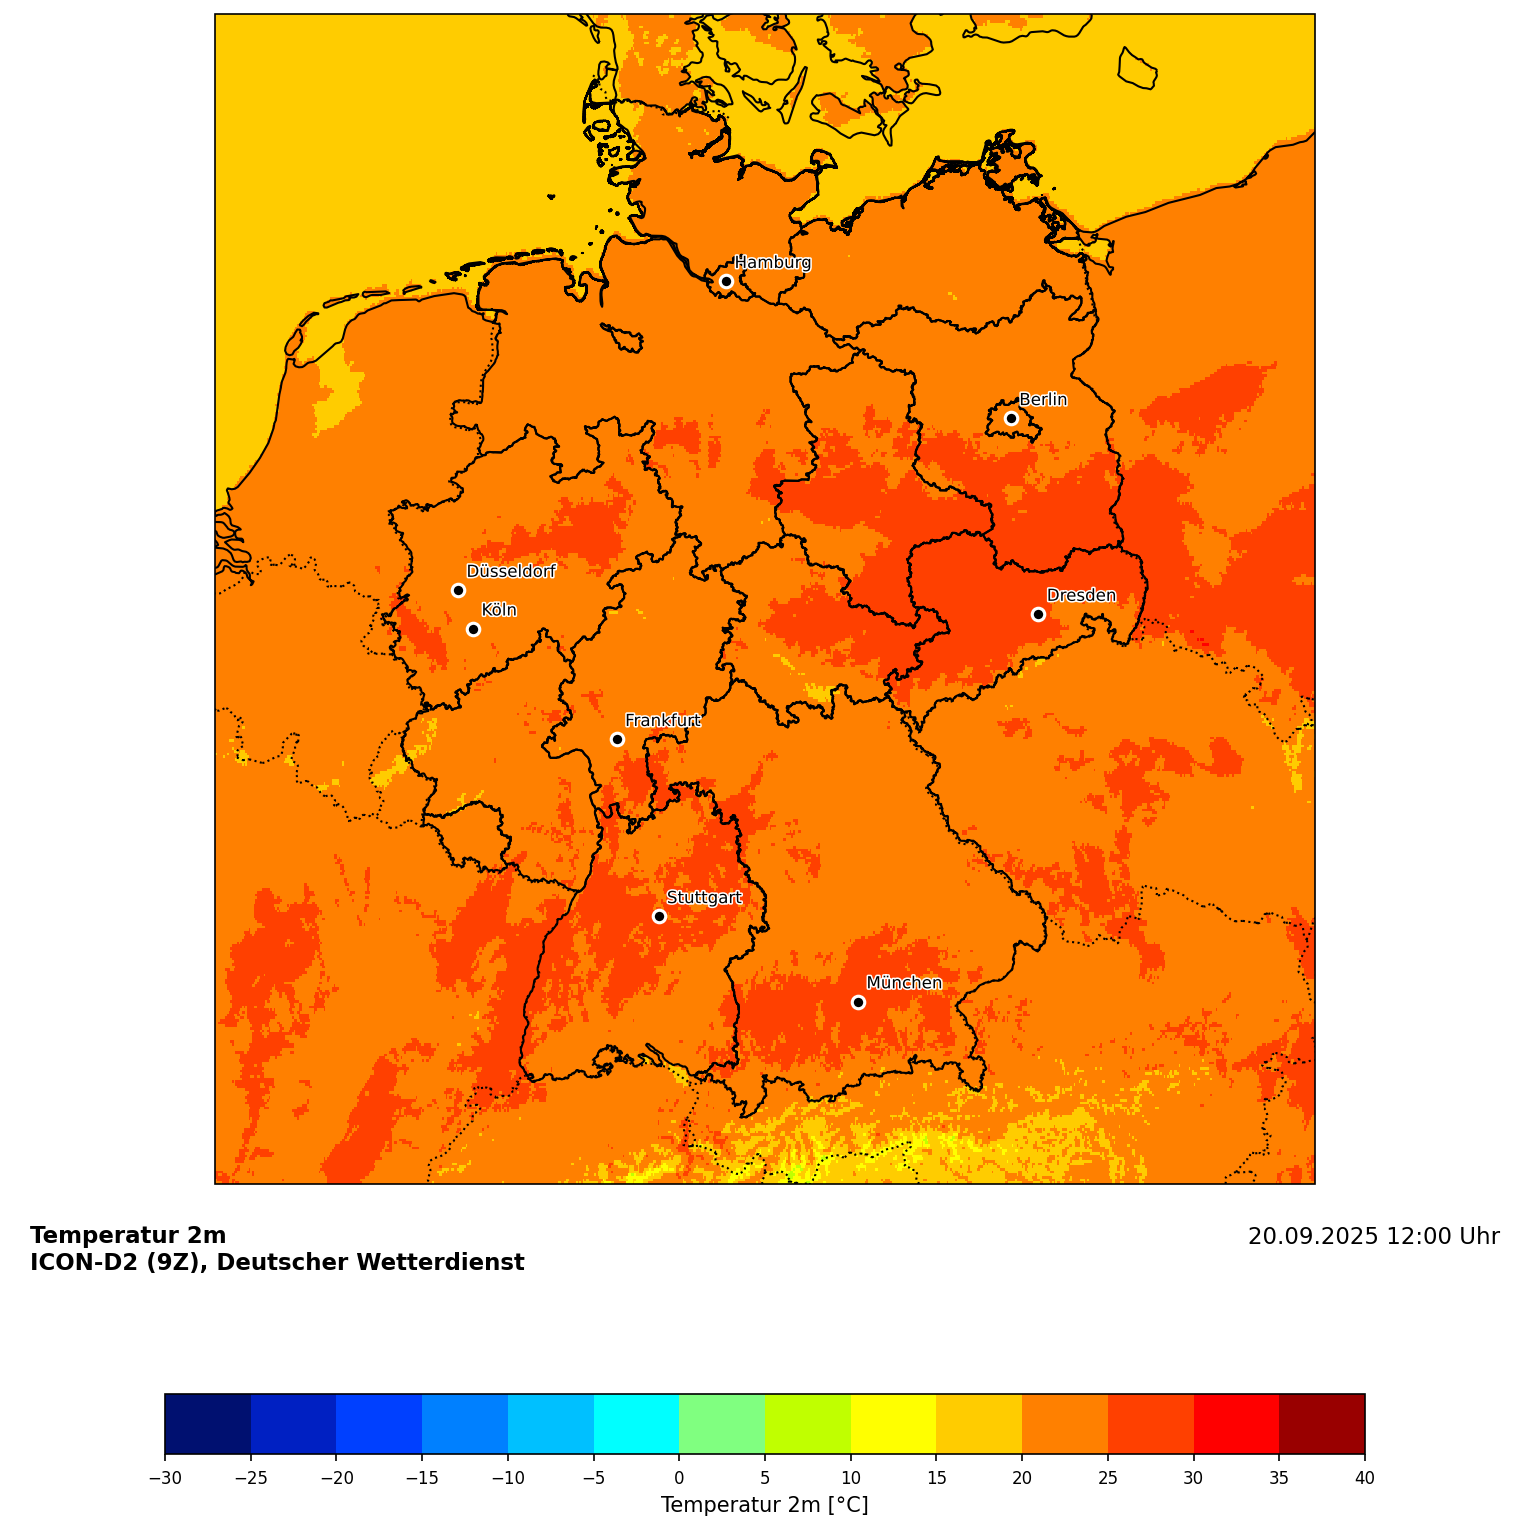 Hamburg
Berlin
Düsseldorf
Köln
Dresden
Frankfurt
Stuttgart
München
Temperatur 2m
ICON-D2 (9Z), Deutscher Wetterdienst
20.09.2025 12:00 Uhr
−30 −25 −20 −15 −10 −5 0 5 10 15 20 25 30 35 40
Temperatur 2m [°C]